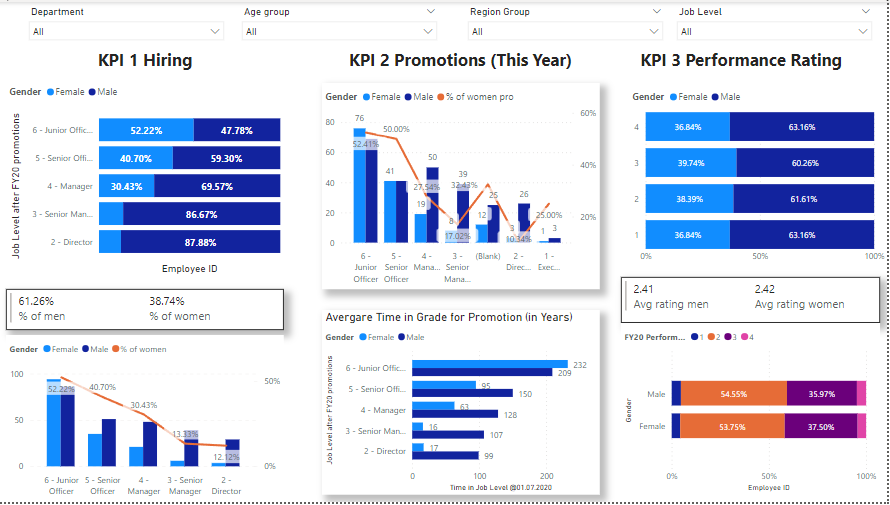 Department
Age group
Region Group
Job Level
All
All
All
All
KPI 1 Hiring
KPI 2 Promotions (This Year)
KPI 3 Performance Rating
Gender Female Male
Job Level after FY20 promotions
6 - Junior Offic... 52.22% 47.78%
5 - Senior Offi... 40.70% 59.30%
4 - Manager 30.43% 69.57%
3 - Senior Man... 86.67%
2 - Director 87.88%
Employee ID
61.26% 38.74%
% of men % of women
Gender Female Male % of women
100 50%
50
0 0%
52.22%
40.70%
30.43%
13.33%
12.12%
6 - Junior Officer
5 - Senior Officer
4 - Manager
3 - Senior Manager
2 - Director
Gender Female Male % of women pro
80 60%
60 40%
40 20%
20
0
76
52.41%
50.00%
41
19
27.54%
50
8
39
32.43%
17.02%
12
25
3
26
10.34%
1
3
25.00%
6 - Junior Officer
5 - Senior Officer
4 - Mana...
3 - Senior Mana...
(Blank)
2 - Direc...
1 - Exec...
Avergare Time in Grade for Promotion (in Years)
Gender Female Male
Job Level after FY20 promotions
6 - Junior Offic... 232
209
5 - Senior Offi... 95
150
4 - Manager 63
128
3 - Senior Man... 16
107
2 - Director 17
99
0 100 200
Time in Job Level @01.07.2020
Gender Female Male
4 36.84% 63.16%
3 39.74% 60.26%
2 38.39% 61.61%
1 36.84% 63.16%
0% 50% 100%
2.41 2.42
Avg rating men Avg rating women
FY20 Perform... 1 2 3 4
Gender
Male 54.55% 35.97%
Female 53.75% 37.50%
0% 50% 100%
Employee ID